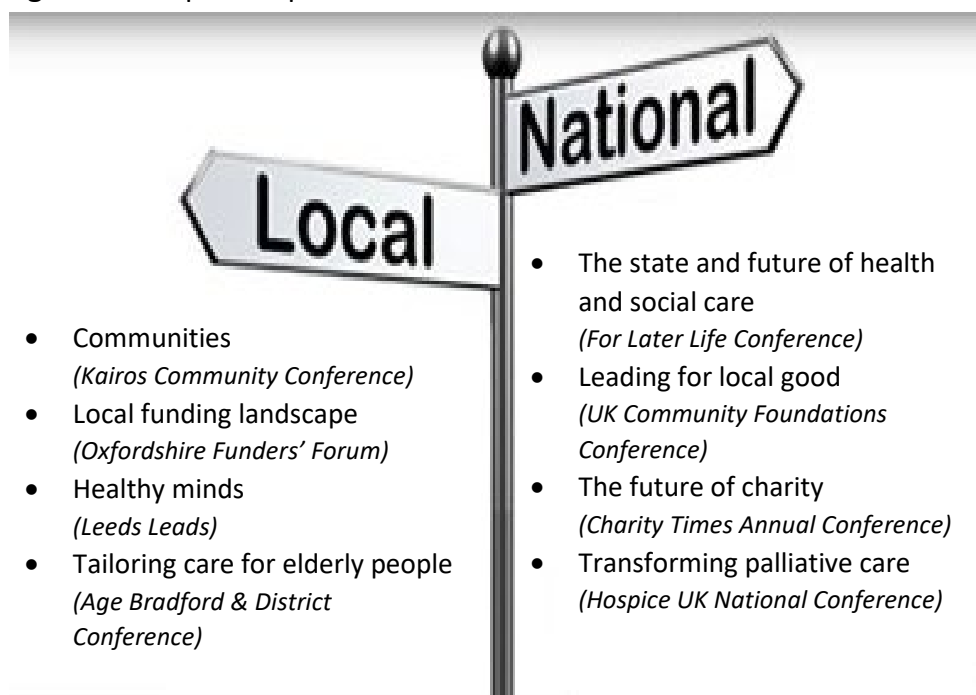 Local
National
• Communities
(Kairos Community Conference)
• Local funding landscape
(Oxfordshire Funders’ Forum)
• Healthy minds
(Leeds Leads)
• Tailoring care for elderly people
(Age Bradford & District
Conference)
• The state and future of health
and social care
(For Later Life Conference)
• Leading for local good
(UK Community Foundations
Conference)
• The future of charity
(Charity Times Annual Conference)
• Transforming palliative care
(Hospice UK National Conference)